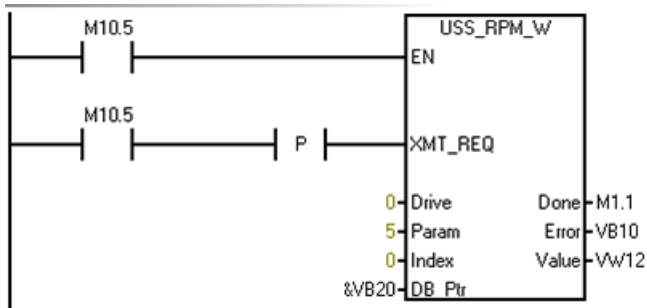 M10.5
USS_RPM_W
EN
M10.5
P
XMT_REQ
0 Drive Done M1.1
5 Param Error VB10
0 Index Value VW12
&VB20 DB_Ptr